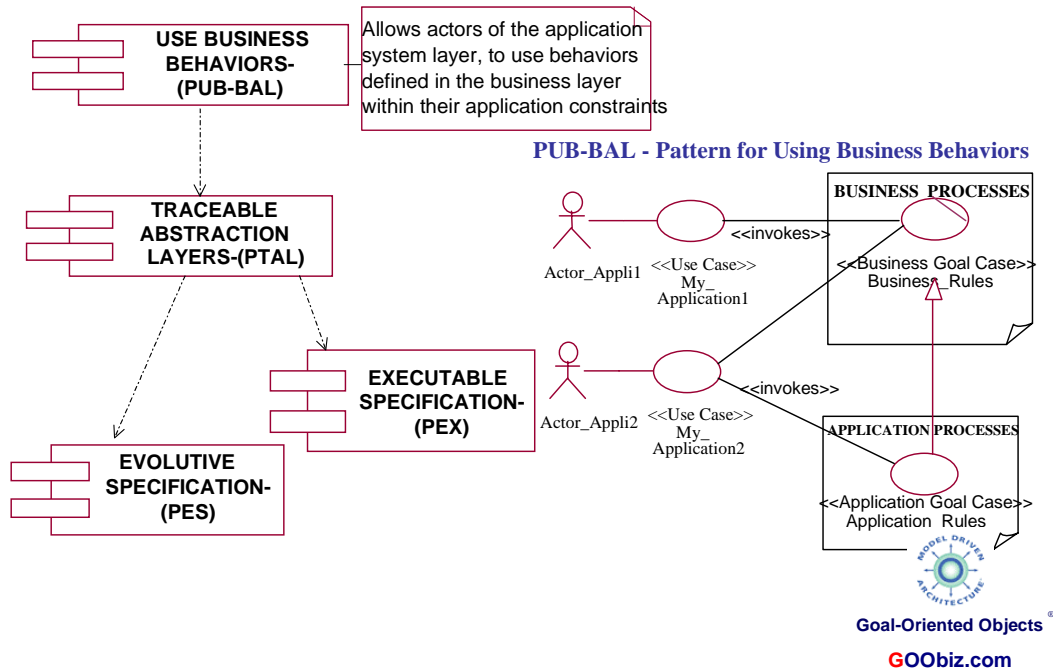 USE BUSINESS
BEHAVIORS-
(PUB-BAL)
Allows actors of the application
system layer, to use behaviors
defined in the business layer
within their application constraints
PUB-BAL - Pattern for Using Business Behaviors
TRACEABLE
ABSTRACTION
LAYERS-(PTAL)
EXECUTABLE
SPECIFICATION-
(PEX)
EVOLUTIVE
SPECIFICATION-
(PES)
BUSINESS PROCESSES
<<invokes>>
Actor_Appli1
<<Use Case>>
My_
Application1
<<Business Goal Case>>
Business_Rules
<<invokes>>
Actor_Appli2
<<Use Case>>
My_
Application2
APPLICATION PROCESSES
<<Application Goal Case>>
Application_Rules
MODEL DRIVEN
ARCHITECTURE
Goal-Oriented Objects ®
GOObiz.com